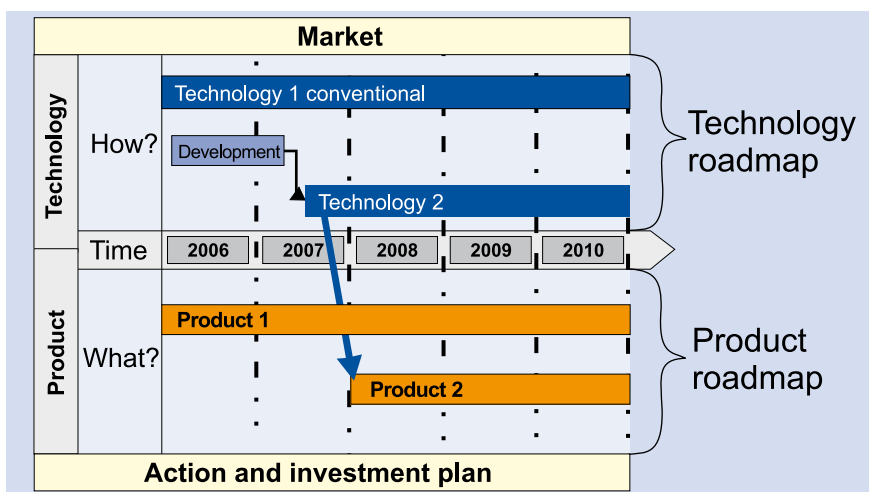 Market
Technology
How?
Technology 1 conventional
Development
Technology 2
Technology
roadmap
Time
2006
2007
2008
2009
2010
Product
What?
Product 1
Product 2
Product
roadmap
Action and investment plan